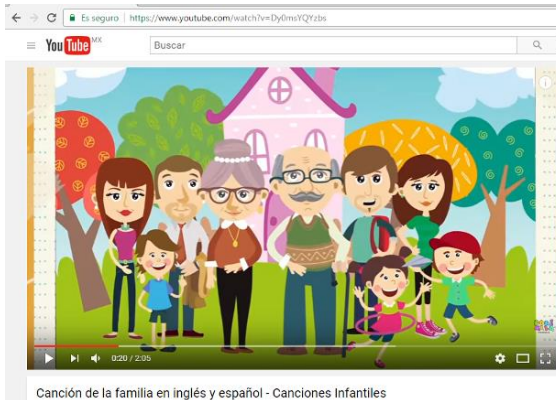 Es seguro | https://www.youtube.com/watch?v=Dy0msYQYzbs
YouTube MX
Buscar
0:20 / 2:05
Canción de la familia en inglés y español - Canciones Infantiles